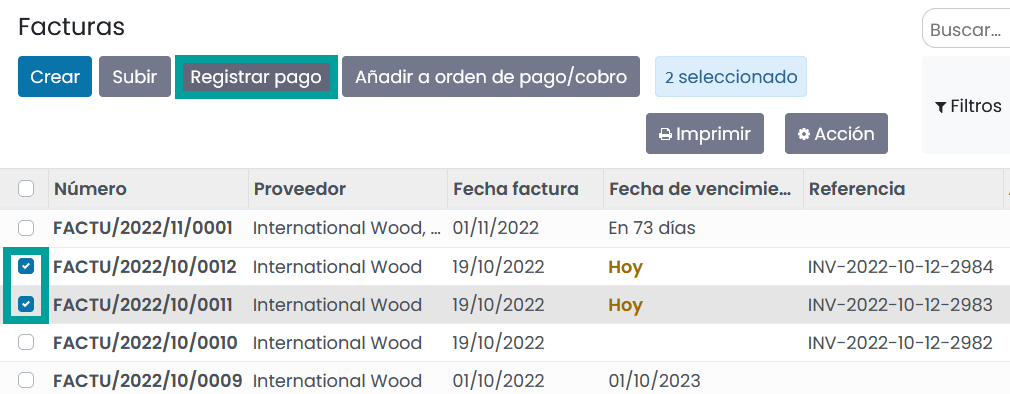 Facturas
Buscar...
Crear Subir Registrar pago Añadir a orden de pago/cobro 2 seleccionado
Filtros
Imprimir Acción
Número Proveedor Fecha factura Fecha de vencimie... Referencia
FACTU/2022/11/0001 International Wood, ... 01/11/2022 En 73 días
FACTU/2022/10/0012 International Wood 19/10/2022 Hoy INV-2022-10-12-2984
FACTU/2022/10/0011 International Wood 19/10/2022 Hoy INV-2022-10-12-2983
FACTU/2022/10/0010 International Wood 19/10/2022 INV-2022-10-12-2982
FACTU/2022/10/0009 International Wood 01/10/2022 01/10/2023